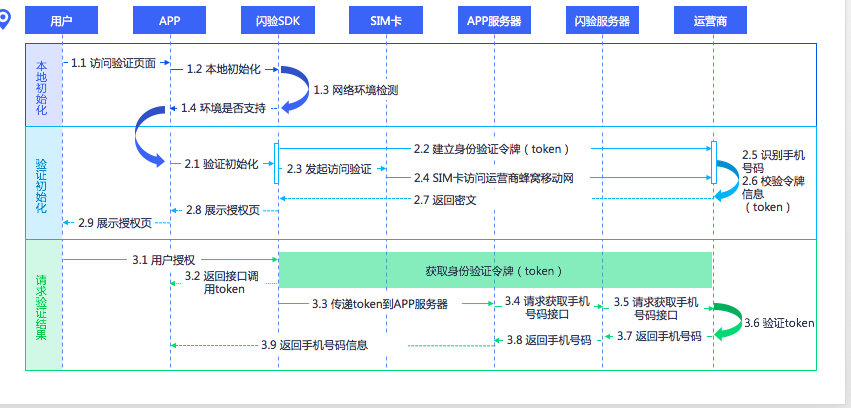 用户
APP
闪验SDK
SIM卡
APP服务器
闪验服务器
运营商
本地初始化
1.1 访问验证页面
1.2 本地初始化
1.3 网络环境检测
1.4 环境是否支持
验证初始化
2.1 验证初始化
2.2 建立身份验证令牌（token）
2.3 发起访问验证
2.4 SIM卡访问运营商蜂窝移动网
2.5 识别手机
号码
2.6 校验令牌
信息
（token）
2.7 返回密文
2.8 展示授权页
2.9 展示授权页
请求验证结果
3.1 用户授权
获取身份验证令牌（token）
3.2 返回接口调
用token
3.3 传递token到APP服务器
3.4 请求获取手机
号码接口
3.5 请求获取手机
号码接口
3.6 验证token
3.7 返回手机号码
3.8 返回手机号码
3.9 返回手机号码信息